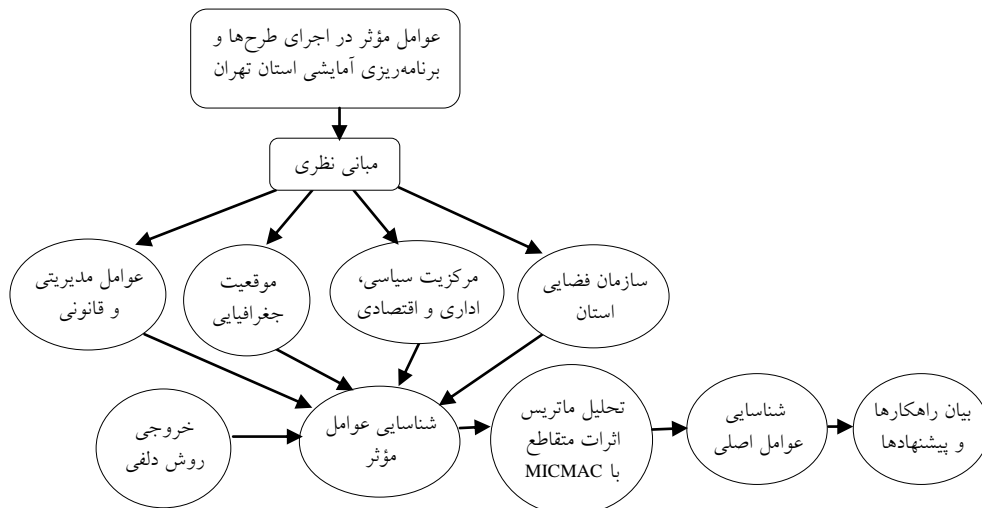 عوامل مؤثر در اجرای طرح‌ها و
برنامه‌ریزی آمایشی استان تهران
مبانی نظری
سازمان فضایی
استان
مرکزیت سیاسی،
اداری و اقتصادی
موقعیت
جغرافیایی
عوامل مدیریتی
و قانونی
خروجی
روش دلفی
شناسایی عوامل
مؤثر
تحلیل ماتریس
اثرات متقاطع
با MICMAC
شناسایی
عوامل اصلی
بیان راهکارها
و پیشنهادها